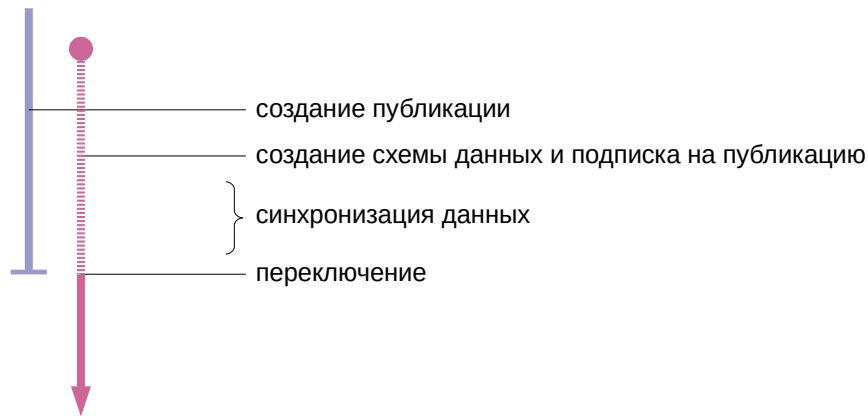 создание публикации
создание схемы данных и подписка на публикацию
синхронизация данных
переключение